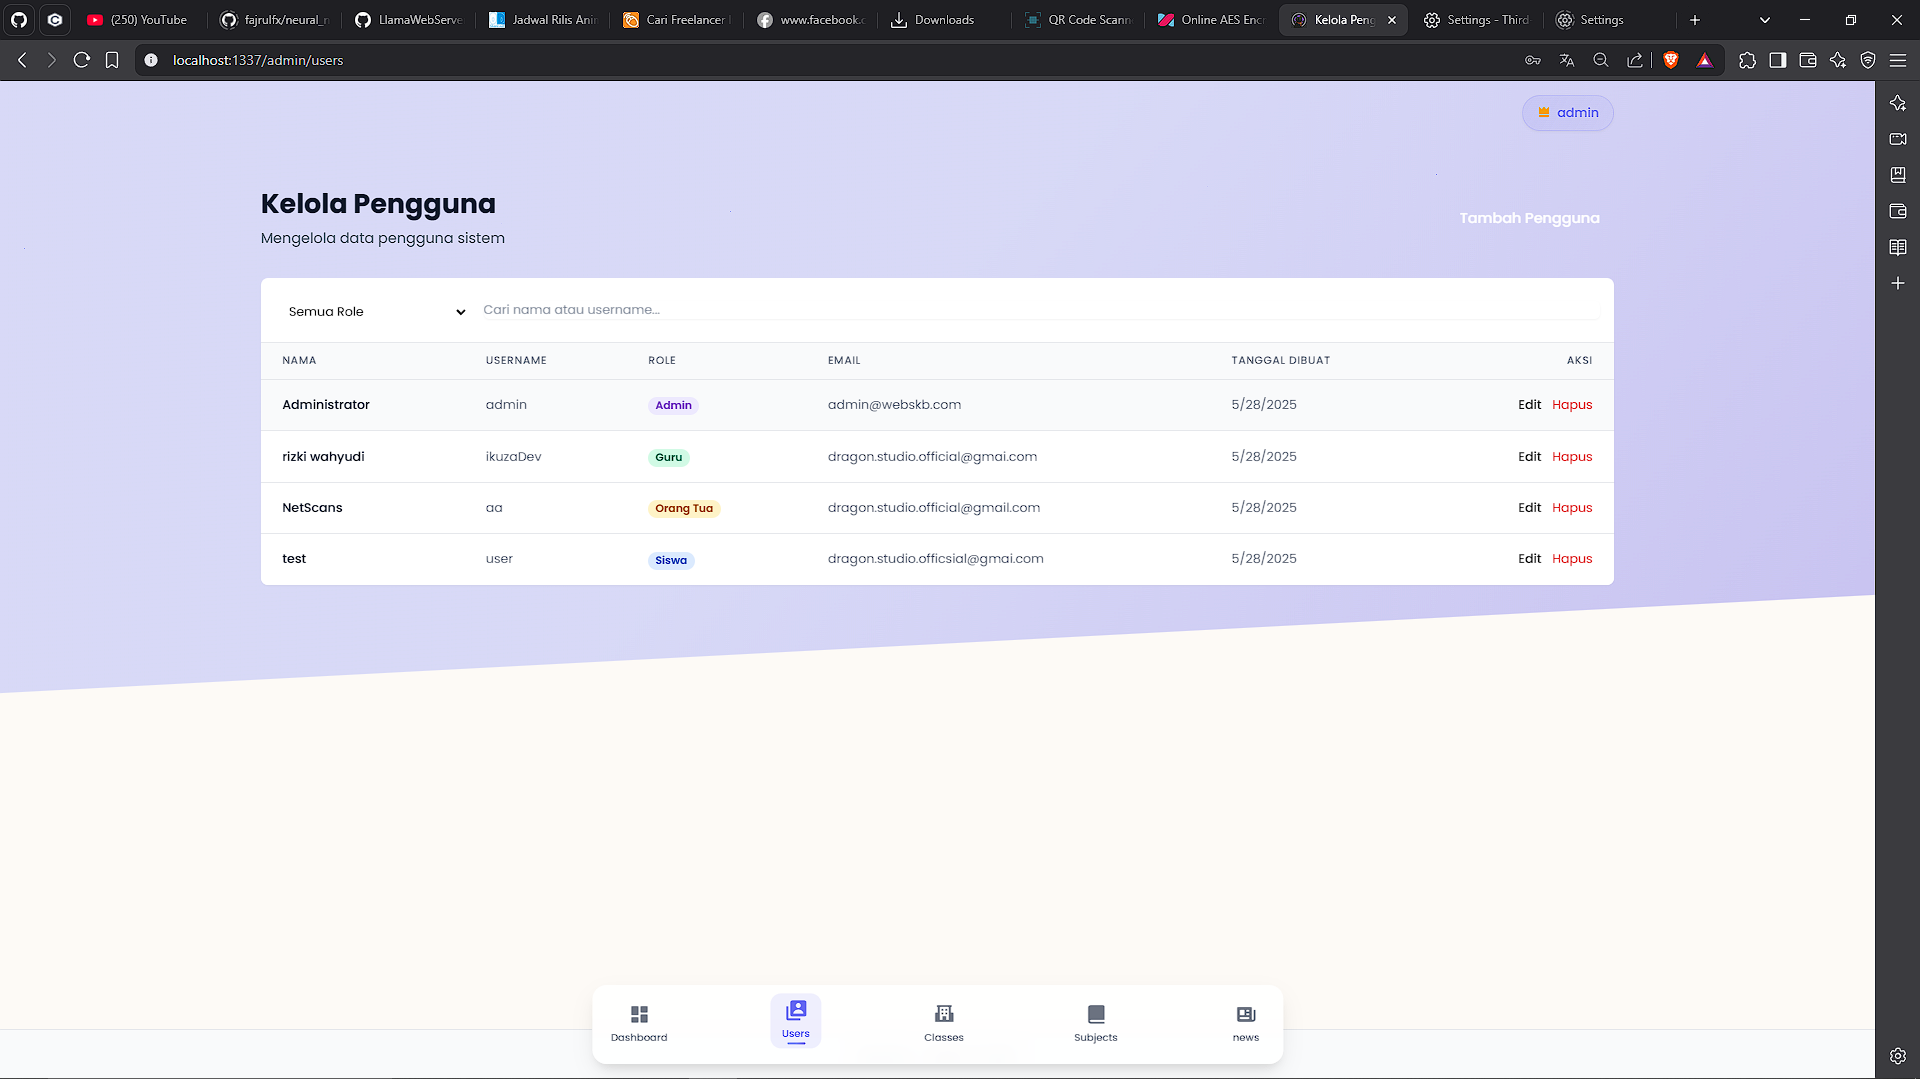 (250) YouTube
fajrulfx/neural_n
LlamaWebServe
Jadwal Rilis Anim
Cari Freelancer
www.facebook.c
Downloads
QR Code Scann
Online AES Encr
Kelola Peng
Settings - Third
Settings
localhost:1337/admin/users
admin
Kelola Pengguna
Mengelola data pengguna sistem
Tambah Pengguna
Semua Role
Cari nama atau username...
NAMA USERNAME ROLE EMAIL TANGGAL DIBUAT AKSI
Administrator admin Admin admin@webskb.com 5/28/2025 Edit Hapus
rizki wahyudi ikuzaDev Guru dragon.studio.official@gmai.com 5/28/2025 Edit Hapus
NetScans aa Orang Tua dragon.studio.official@gmail.com 5/28/2025 Edit Hapus
test user Siswa dragon.studio.officsial@gmai.com 5/28/2025 Edit Hapus
Dashboard
Users
Classes
Subjects
news